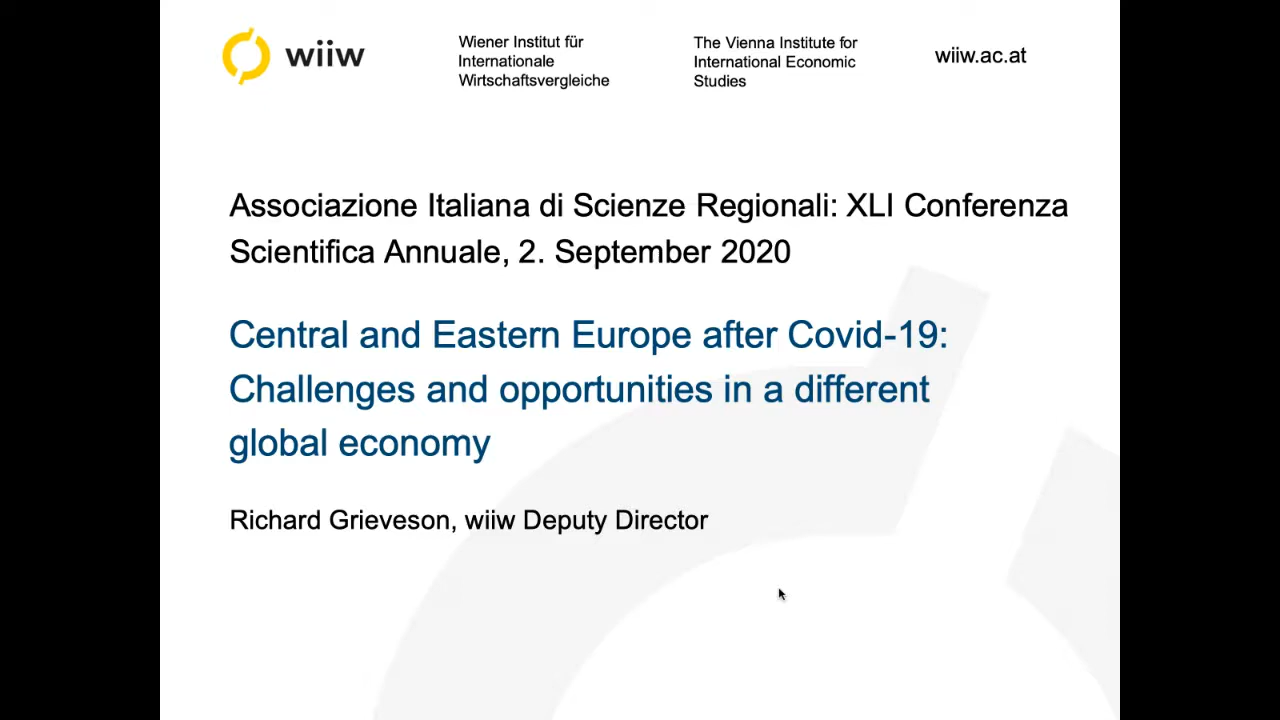 wiiw
Wiener Institut für
Internationale
Wirtschaftsvergleiche
The Vienna Institute for
International Economic
Studies
wiiw.ac.at
Associazione Italiana di Scienze Regionali: XLI Conferenza
Scientifica Annuale, 2. September 2020
Central and Eastern Europe after Covid-19:
Challenges and opportunities in a different
global economy
Richard Grieveson, wiiw Deputy Director